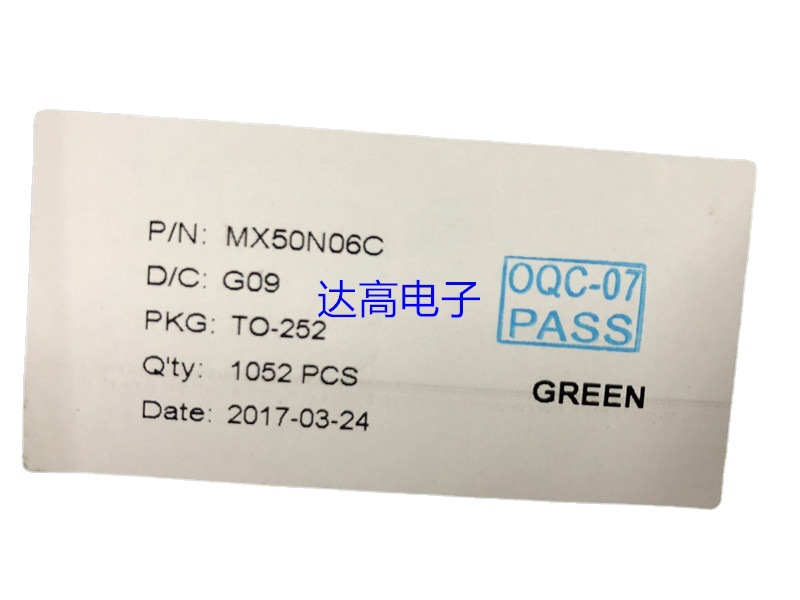 P/N: MX50N06C
D/C: G09
PKG: TO-252
Q'ty: 1052 PCS
Date: 2017-03-24
达高电子
OQC-07
PASS
GREEN